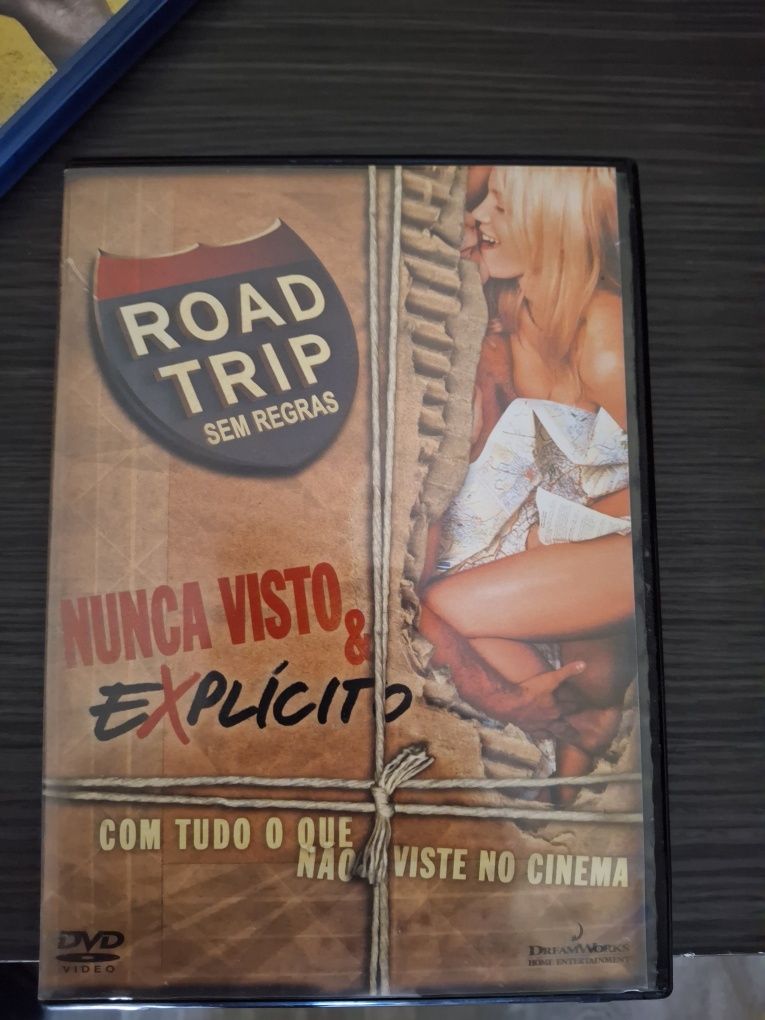 ROAD
TRIP
SEM REGRAS
NUNCA VISTO
&
EXPLÍCITO
COM TUDO O QUE
NÃO VISTE NO CINEMA
DVD
VIDEO
DREAMWORKS
HOME ENTERTAINMENT